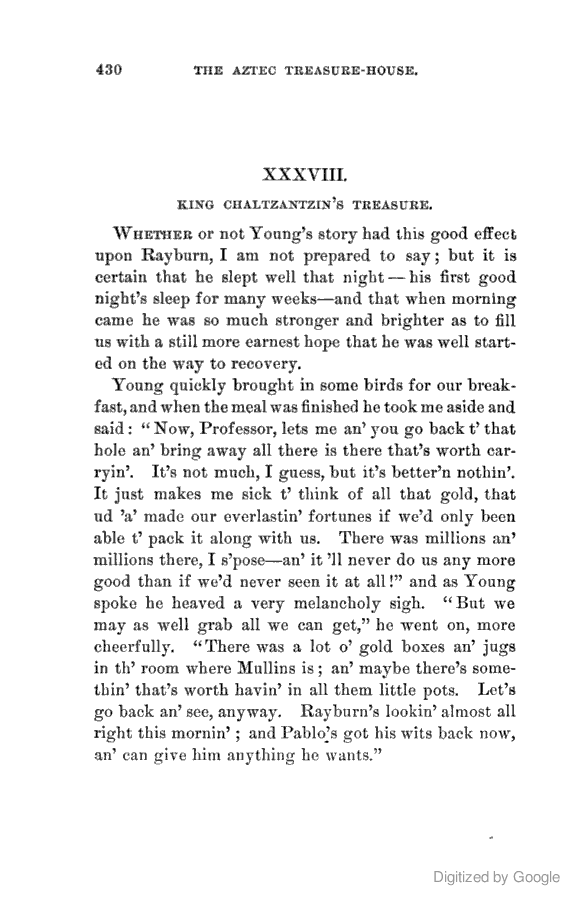 430 THE AZTEC TREASURE-HOUSE.
XXXVIII.
KING CHALTZANTZIN'S TREASURE.
WHETHER or not Young's story had this good effect
upon Rayburn, I am not prepared to say; but it is
certain that he slept well that night—his first good
night's sleep for many weeks—and that when morning
came he was so much stronger and brighter as to fill
us with a still more earnest hope that he was well start-
ed on the way to recovery.
Young quickly brought in some birds for our break-
fast, and when the meal was finished he took me aside and
said: "Now, Professor, lets me an' you go back t' that
hole an' bring away all there is there that's worth car-
ryin'. It's not much, I guess, but it's better'n nothin'.
It just makes me sick t' think of all that gold, that
ud 'a' made our everlastin' fortunes if we'd only been
able t' pack it along with us. There was millions an'
millions there, I s'pose—an' it 'll never do us any more
good than if we'd never seen it at all!" and as Young
spoke he heaved a very melancholy sigh. "But we
may as well grab all we can get," he went on, more
cheerfully. "There was a lot o' gold boxes an' jugs
in th' room where Mullins is; an' maybe there's some-
thin' that's worth havin' in all them little pots. Let's
go back an' see, anyway. Rayburn's lookin' almost all
right this mornin'; and Pablo's got his wits back now,
an' can give him anything he wants."
Digitized by Google